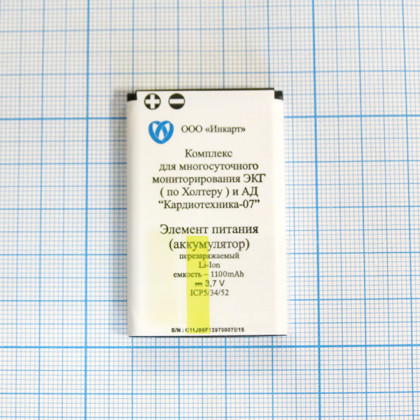 ООО «Инкарт»
Комплекс
для многосуточного
мониторирования ЭКГ
( по Холтеру ) и АД
“Кардиотехника-07”
Элемент питания
(аккумулятор)
перезаряжаемый
Li-Ion
емкость – 1100mAh
3,7 V
ICP5/34/52
S/N :